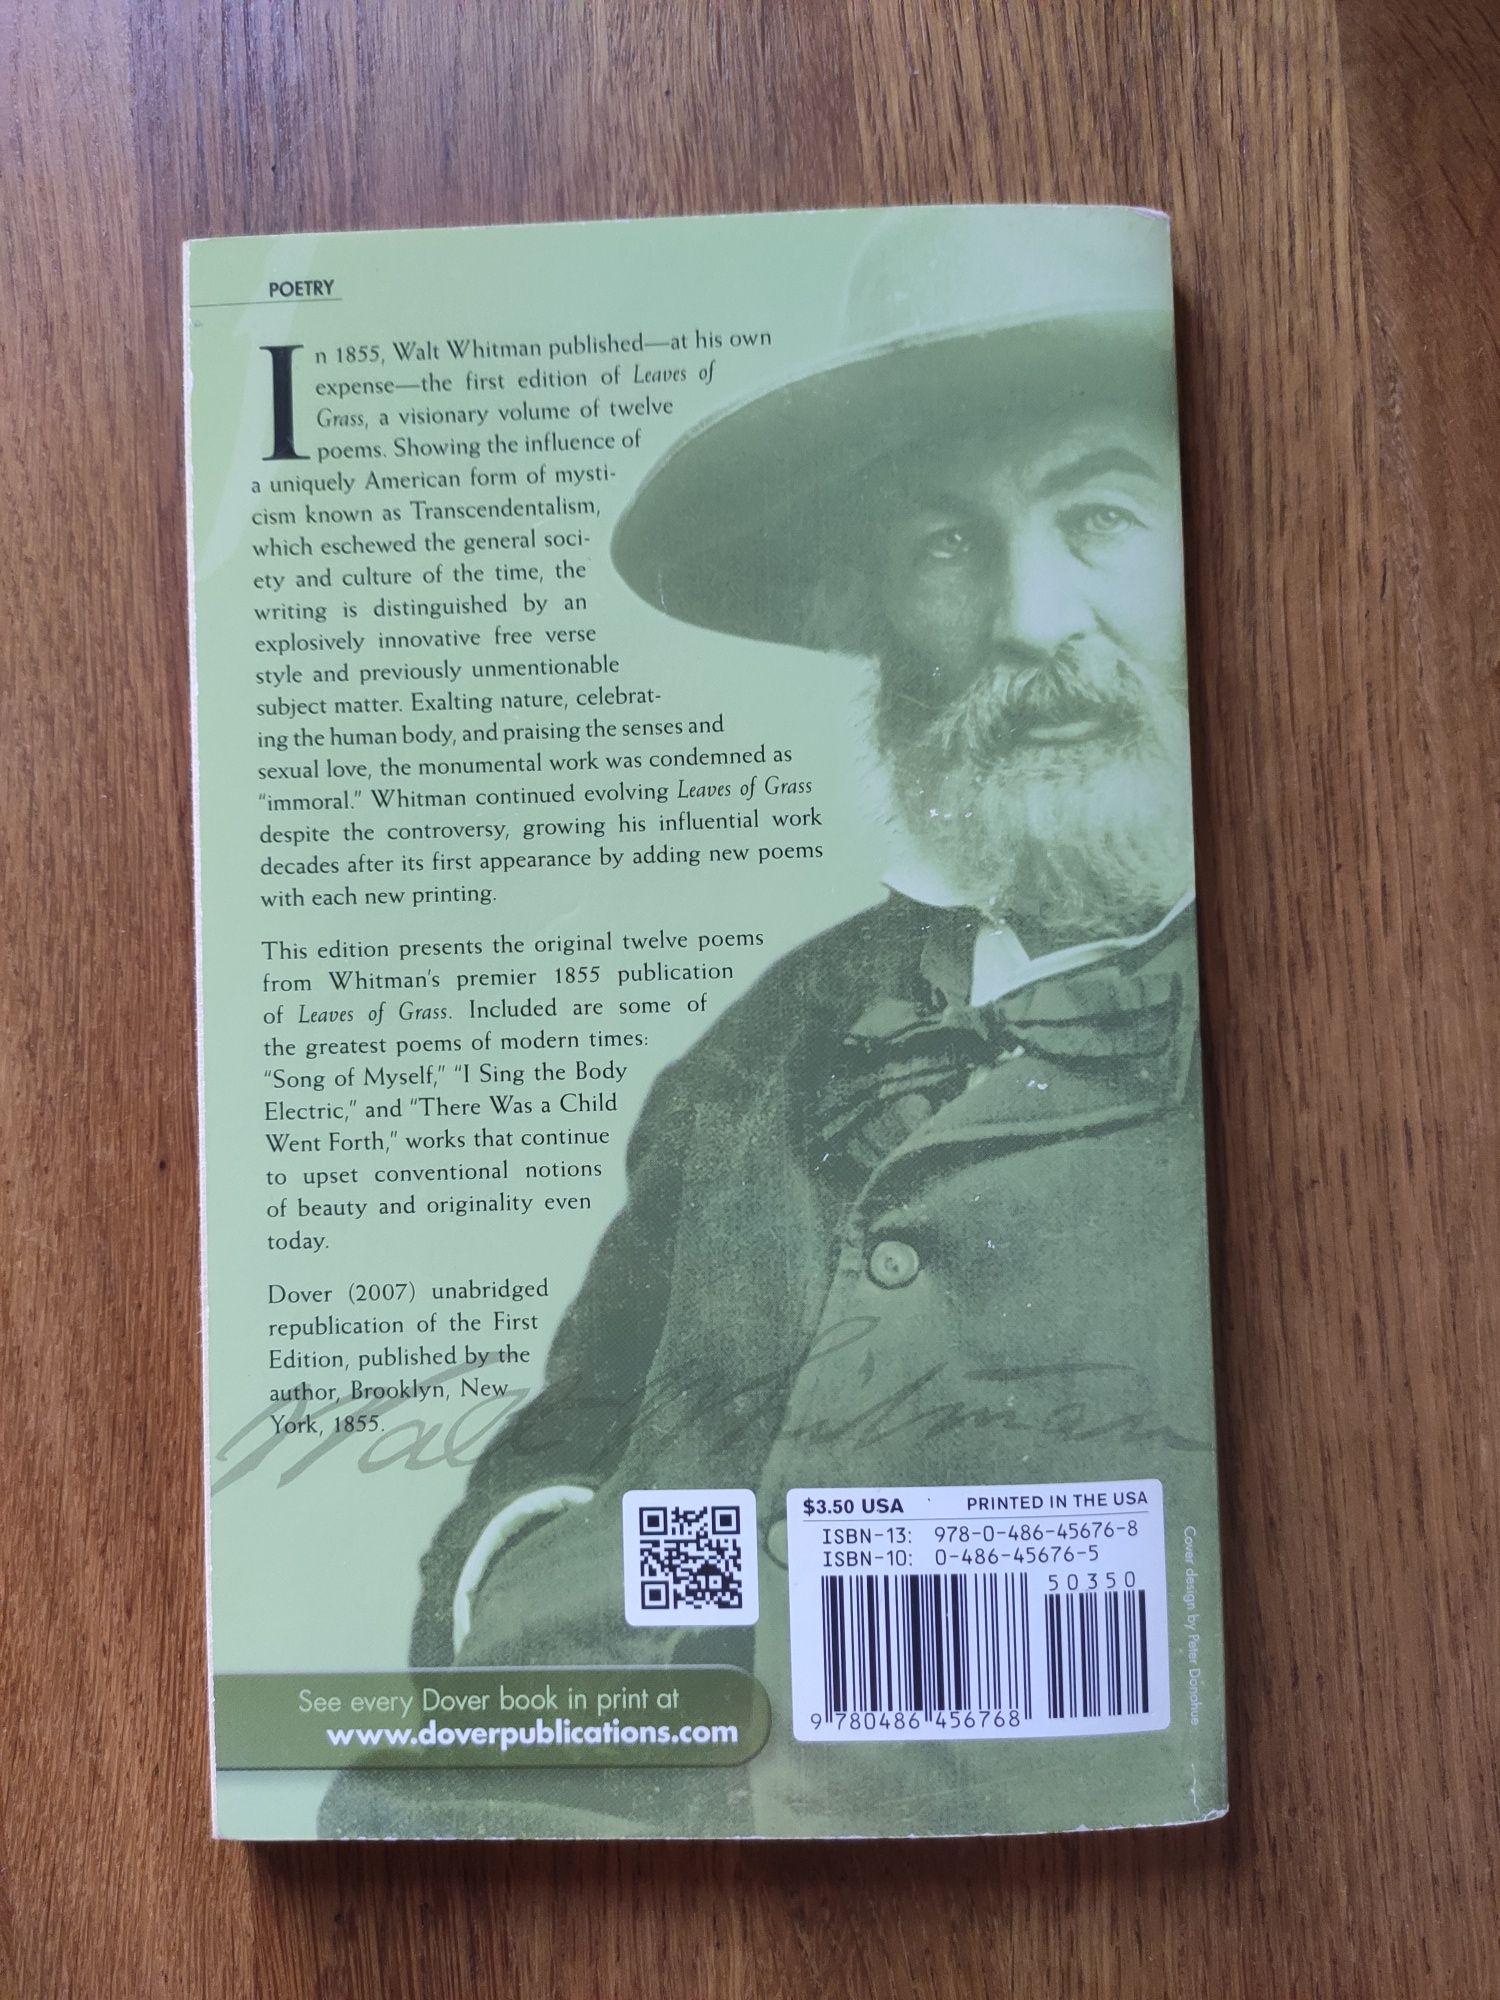 POETRY
In 1855, Walt Whitman published—at his own
expense—the first edition of Leaves of
Grass, a visionary volume of twelve
poems. Showing the influence of
a uniquely American form of mysti-
cism known as Transcendentalism,
which eschewed the general soci-
ety and culture of the time, the
writing is distinguished by an
explosively innovative free verse
style and previously unmentionable
subject matter. Exalting nature, celebrat-
ing the human body, and praising the senses and
sexual love, the monumental work was condemned as
“immoral.” Whitman continued evolving Leaves of Grass
despite the controversy, growing his influential work
decades after its first appearance by adding new poems
with each new printing.
This edition presents the original twelve poems
from Whitman's premier 1855 publication
of Leaves of Grass. Included are some of
the greatest poems of modern times:
“Song of Myself,” “I Sing the Body
Electric,” and “There Was a Child
Went Forth,” works that continue
to upset conventional notions
of beauty and originality even
today.
Dover (2007) unabridged
republication of the First
Edition, published by the
author, Brooklyn, New
York, 1855.
Walt Whitman
$3.50 USA PRINTED IN THE USA
ISBN-13: 978-0-486-45676-8
ISBN-10: 0-486-45676-5
50350
9 780486 456768
See every Dover book in print at
www.doverpublications.com
Cover design by Peter Donahue